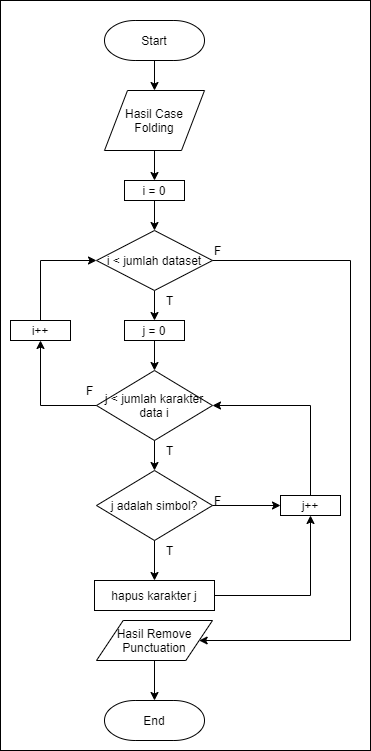 Start
Hasil Case
Folding
i = 0
i < jumlah dataset
F
T
i++
j = 0
F
j < jumlah karakter
data i
T
j adalah simbol?
F
j++
T
hapus karakter j
Hasil Remove
Punctuation
End